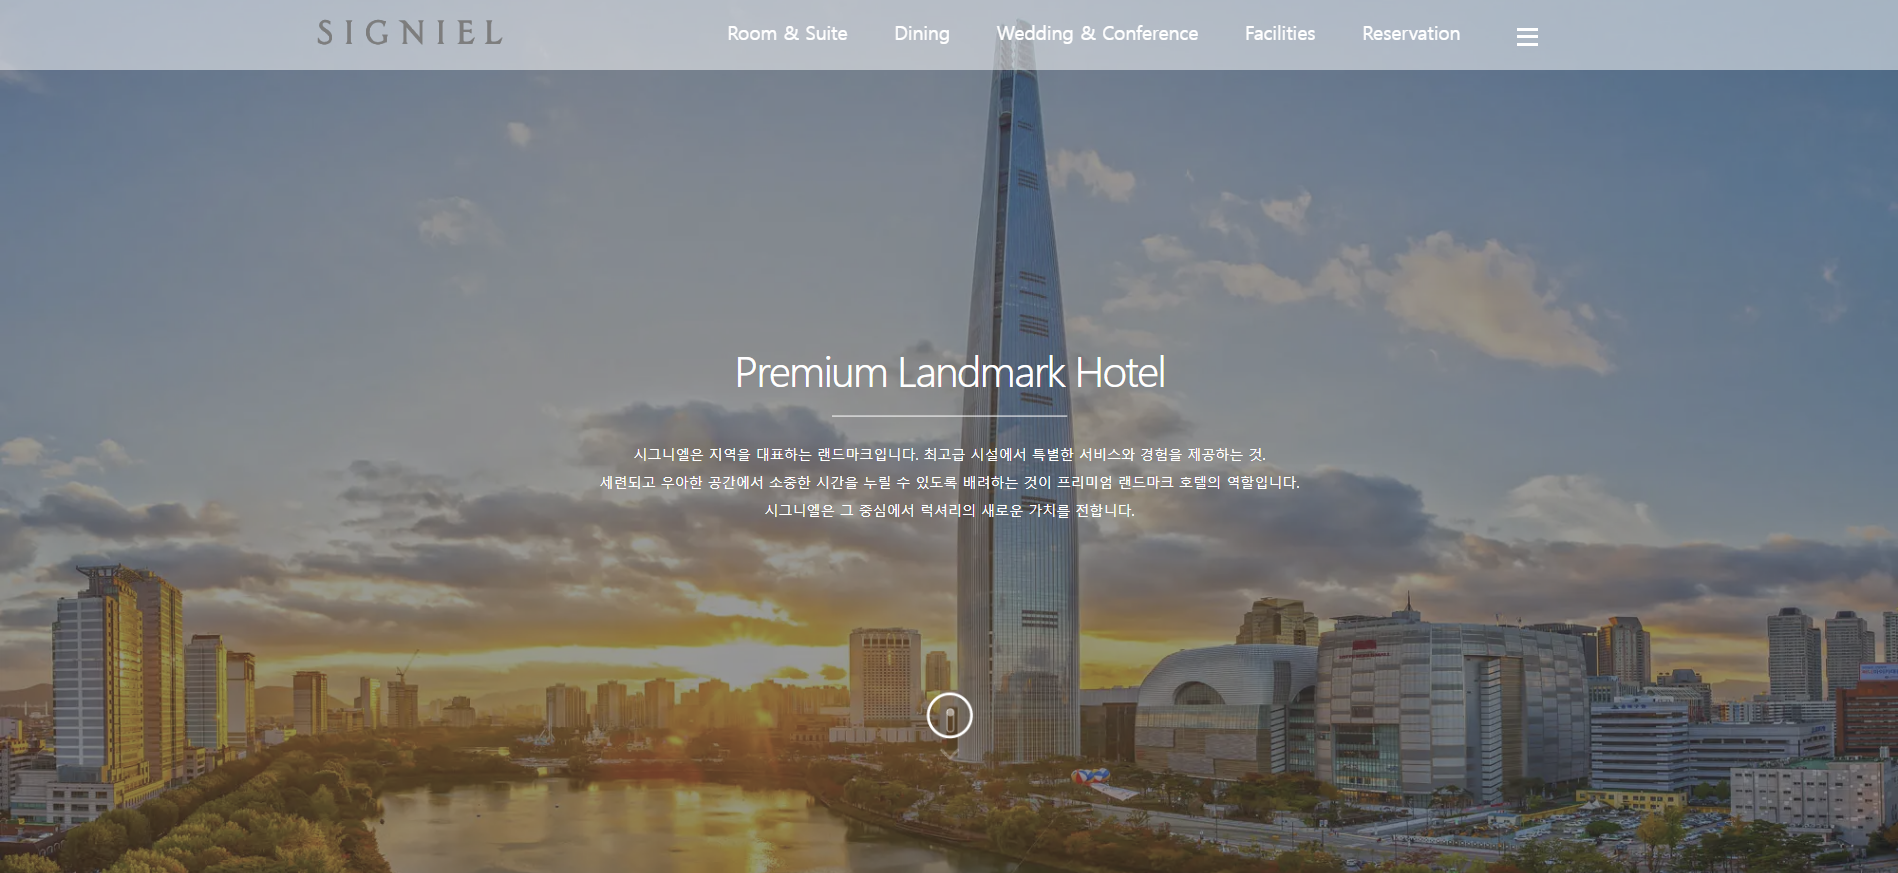 SIGNIEL
Room & Suite Dining Wedding & Conference Facilities Reservation
Premium Landmark Hotel
시그니엘은 지역을 대표하는 랜드마크입니다. 최고급 시설에서 특별한 서비스와 경험을 제공하는 것.
세련되고 우아한 공간에서 소중한 시간을 누릴 수 있도록 배려하는 것이 프리미엄 랜드마크 호텔의 역할입니다.
시그니엘은 그 중심에서 럭셔리의 새로운 가치를 전합니다.